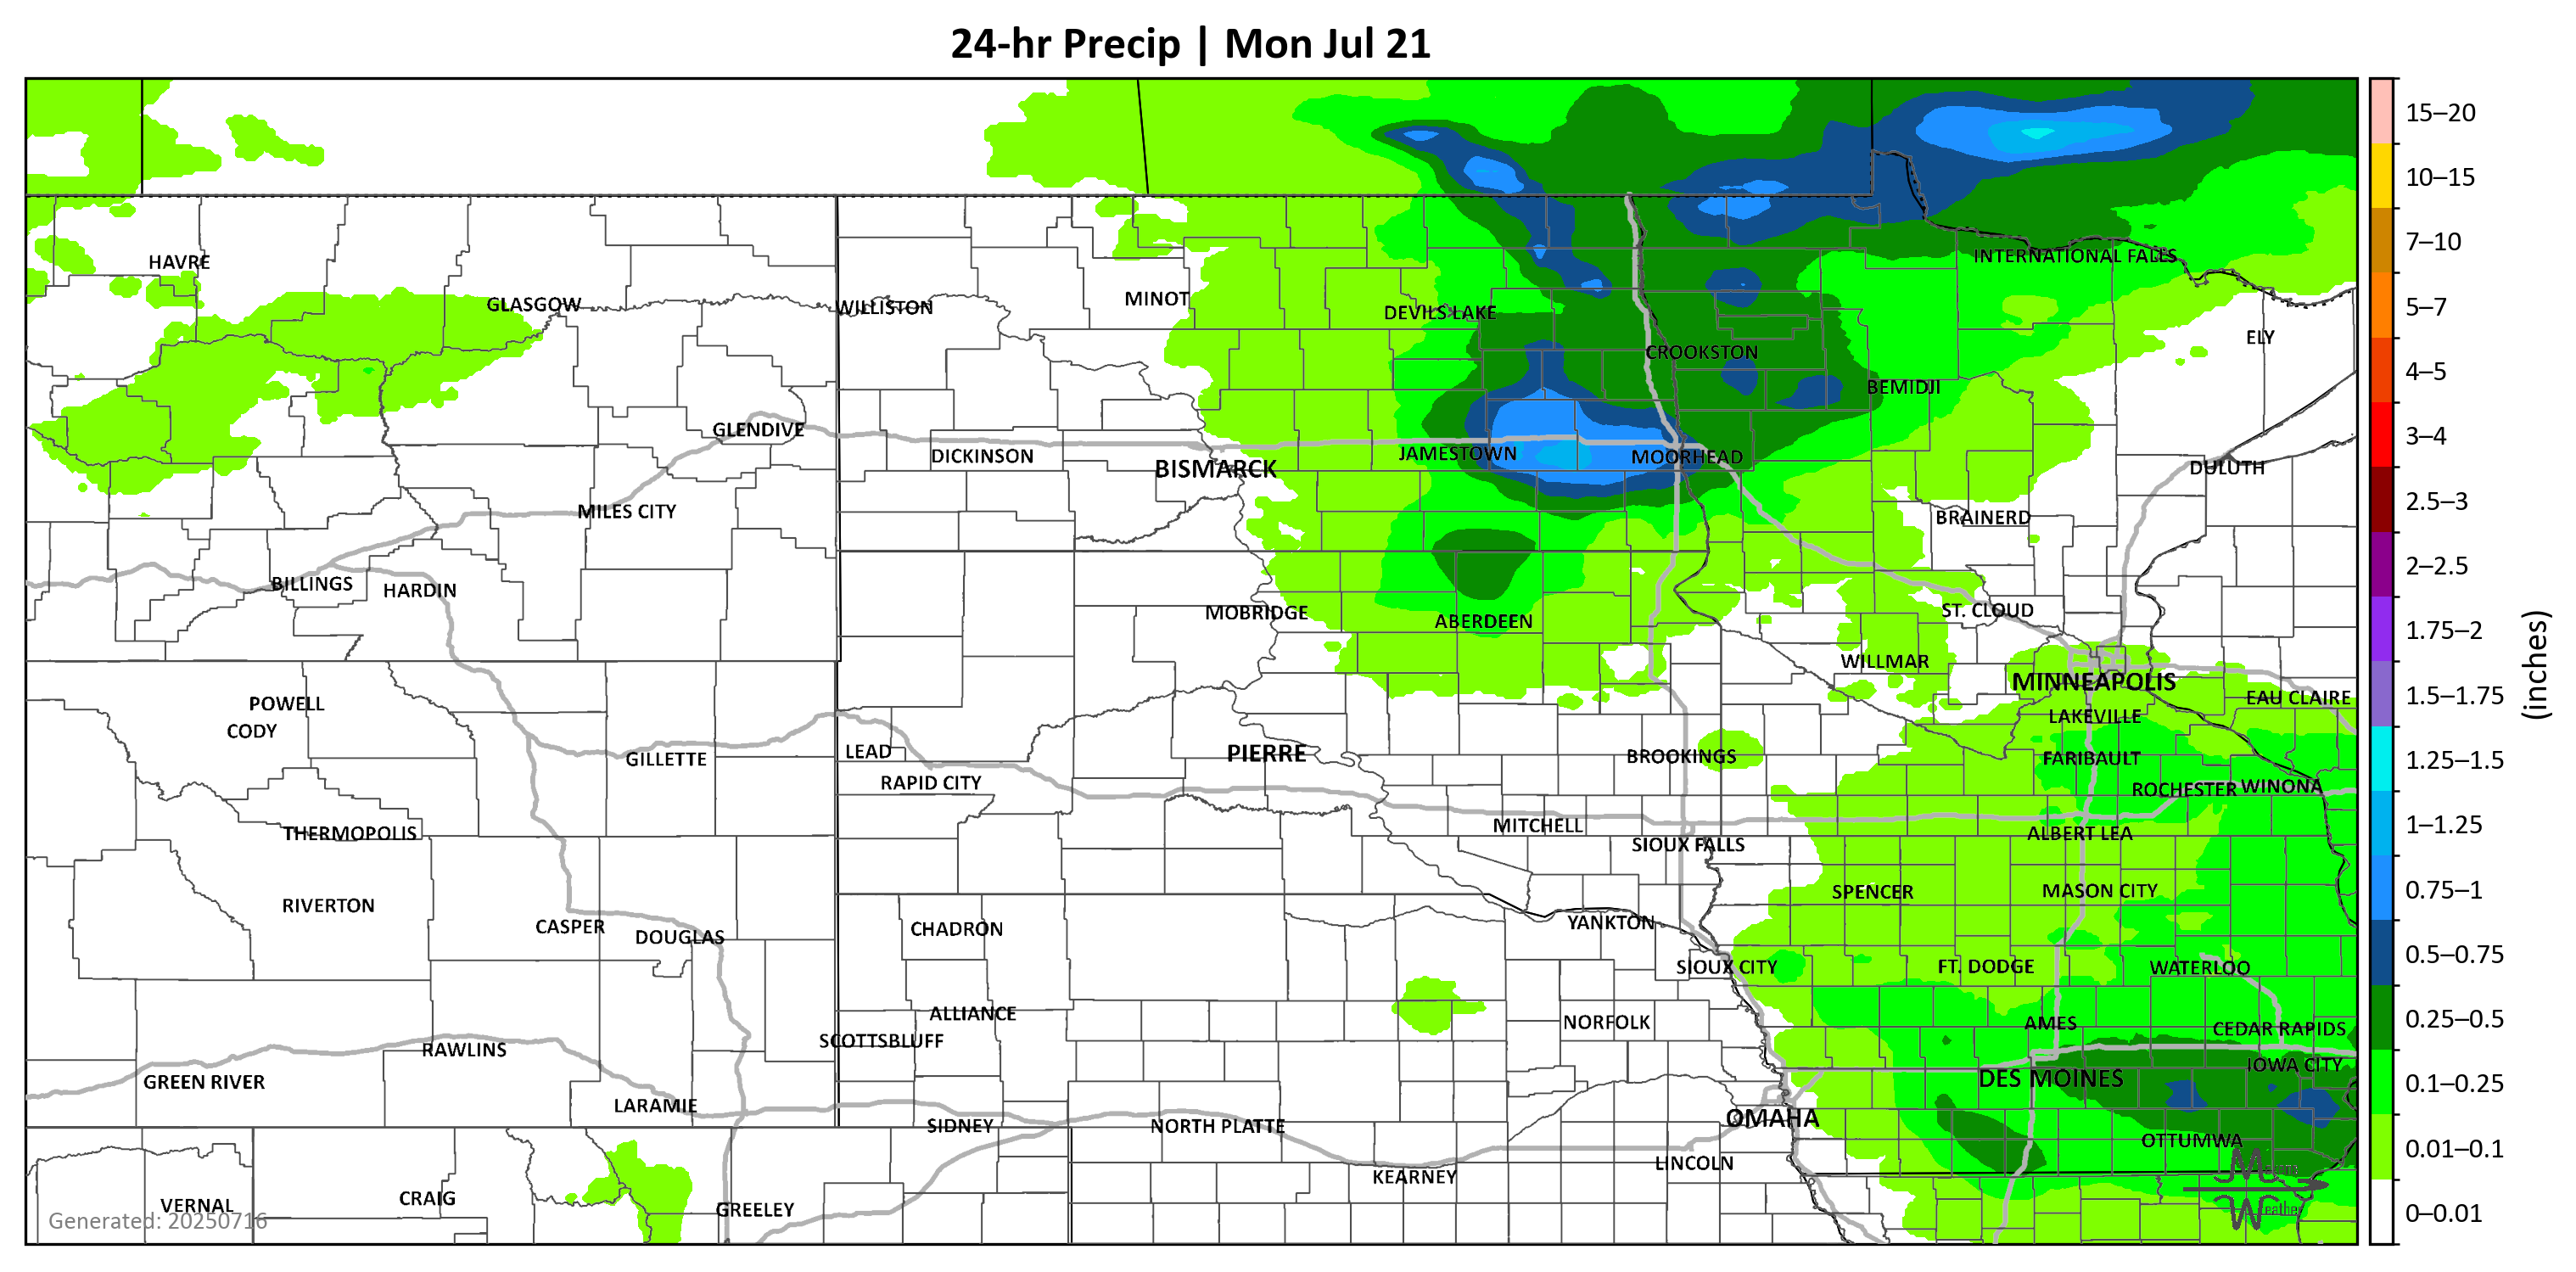 24-hr Precip | Mon Jul 21
15–20
10–15
7–10
5–7
4–5
3–4
2.5–3
2–2.5
1.75–2
1.5–1.75
1.25–1.5
1–1.25
0.75–1
0.5–0.75
0.25–0.5
0.1–0.25
0.01–0.1
0–0.01
(inches)
HAVRE
INTERNATIONAL FALLS
GLASGOW
WILLISTON
MINOT
DEVILS LAKE
ELY
CROOKSTON
BEMIDJI
GLENDIVE
DICKINSON
BISMARCK
JAMESTOWN
MOORHEAD
DULUTH
MILES CITY
BRAINERD
BILLINGS
HARDIN
MOBRIDGE
ABERDEEN
ST. CLOUD
WILLMAR
MINNEAPOLIS
EAU CLAIRE
POWELL
LAKEVILLE
CODY
GILLETTE
LEAD
PIERRE
BROOKINGS
FARIBAULT
RAPID CITY
ROCHESTER
WINONA
THERMOPOLIS
MITCHELL
ALBERT LEA
SIOUX FALLS
RIVERTON
SPENCER
MASON CITY
CASPER
DOUGLAS
CHADRON
YANKTON
SIOUX CITY
FT. DODGE
WATERLOO
ALLIANCE
NORFOLK
AMES
CEDAR RAPIDS
SCOTTSBLUFF
RAWLINS
IOWA CITY
GREEN RIVER
DES MOINES
LARAMIE
SIDNEY
NORTH PLATTE
OMAHA
OTTUMWA
LINCOLN
KEARNEY
VERNAL
CRAIG
GREELEY
Generated: 20250716
Weather